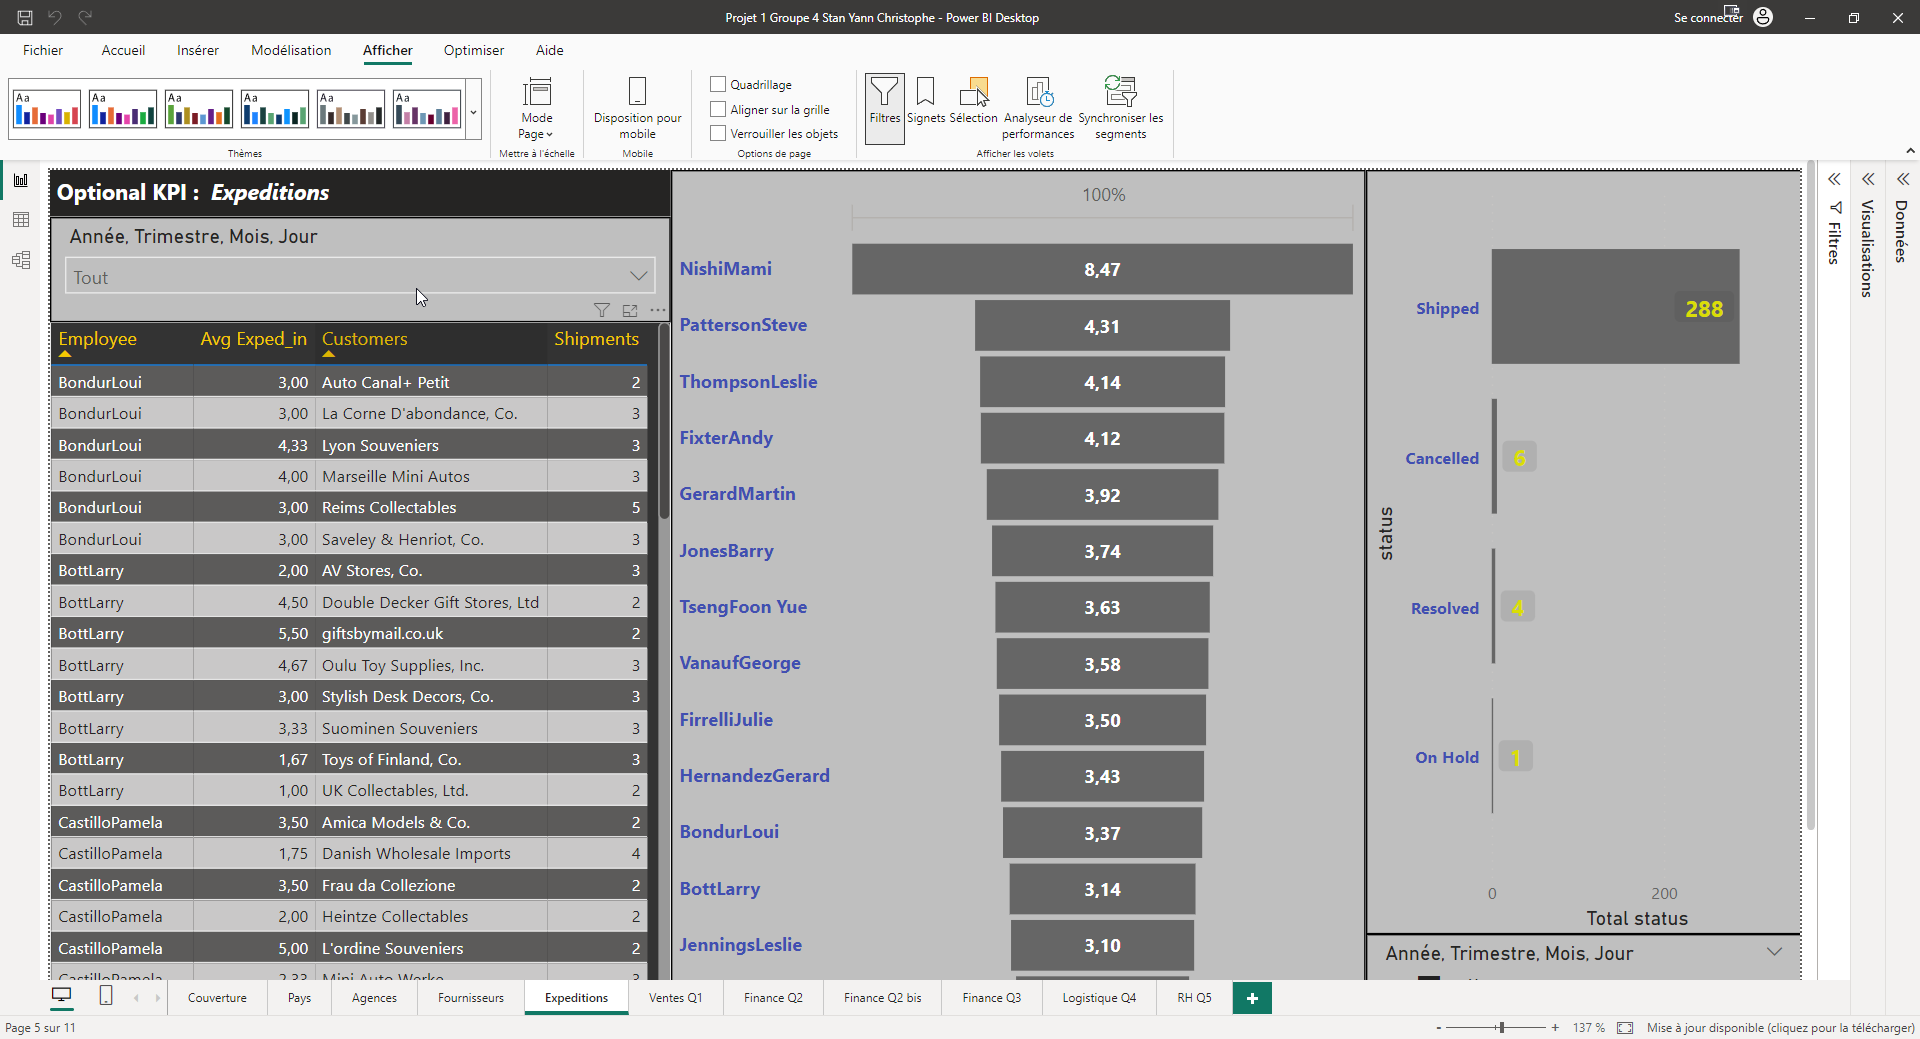 Projet 1 Groupe 4 Stan Yann Christophe - Power BI Desktop
Se connecter
Fichier Accueil Insérer Modélisation Afficher Optimiser Aide
Aa Aa Aa Aa Aa Aa
Thèmes
Mode
Page
Mettre à l'échelle
Disposition pour
mobile
Mobile
Quadrillage
Aligner sur la grille
Verrouiller les objets
Options de page
Filtres
Signets
Sélection
Analyseur de
performances
Synchroniser les
segments
Afficher les volets
Optional KPI : Expeditions
Année, Trimestre, Mois, Jour
Tout
Employee Avg Exped_in Customers Shipments
BondurLoui 3,00 Auto Canal+ Petit 2
BondurLoui 3,00 La Corne D'abondance, Co. 3
BondurLoui 4,33 Lyon Souveniers 3
BondurLoui 4,00 Marseille Mini Autos 3
BondurLoui 3,00 Reims Collectables 5
BondurLoui 3,00 Saveley & Henriot, Co. 3
BottLarry 2,00 AV Stores, Co. 3
BottLarry 4,50 Double Decker Gift Stores, Ltd 2
BottLarry 5,50 giftsbymail.co.uk 2
BottLarry 4,67 Oulu Toy Supplies, Inc. 3
BottLarry 3,00 Stylish Desk Decors, Co. 3
BottLarry 3,33 Suominen Souveniers 3
BottLarry 1,67 Toys of Finland, Co. 3
BottLarry 1,00 UK Collectables, Ltd. 2
CastilloPamela 3,50 Amica Models & Co. 2
CastilloPamela 1,75 Danish Wholesale Imports 4
CastilloPamela 3,50 Frau da Collezione 2
CastilloPamela 2,00 Heintze Collectables 2
CastilloPamela 5,00 L'ordine Souveniers 2
CastilloPamela 2,33 Mini Auto Werke
100%
NishiMami 8,47
PattersonSteve 4,31
ThompsonLeslie 4,14
FixterAndy 4,12
GerardMartin 3,92
JonesBarry 3,74
TsengFoon Yue 3,63
VanaufGeorge 3,58
FirrelliJulie 3,50
HernandezGerard 3,43
BondurLoui 3,37
BottLarry 3,14
JenningsLeslie 3,10
status
Shipped 288
Cancelled 6
Resolved 4
On Hold 1
0 200
Total status
Année, Trimestre, Mois, Jour
Filtres
Visualisations
Données
Couverture Pays Agences Fournisseurs Expeditions Ventes Q1 Finance Q2 Finance Q2 bis Finance Q3 Logistique Q4 RH Q5 +
Page 5 sur 11
- + 137 % Mise à jour disponible (cliquez pour la télécharger)